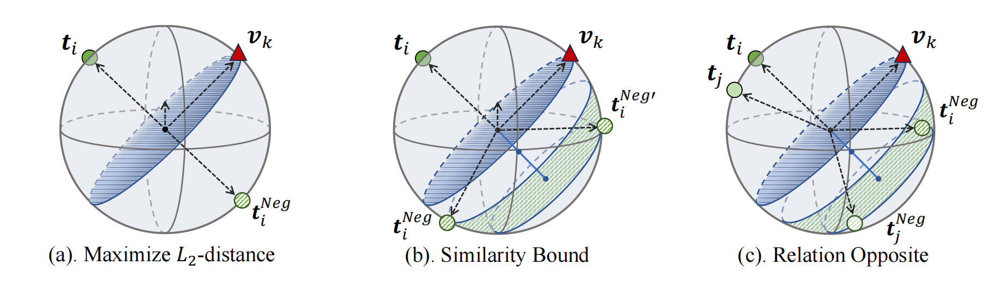 t_i
v_k
t_i^{Neg}
(a). Maximize L_2-distance
t_i
v_k
t_i^{Neg'}
t_i^{Neg}
(b). Similarity Bound
t_i
v_k
t_j
t_i^{Neg}
t_j^{Neg}
(c). Relation Opposite